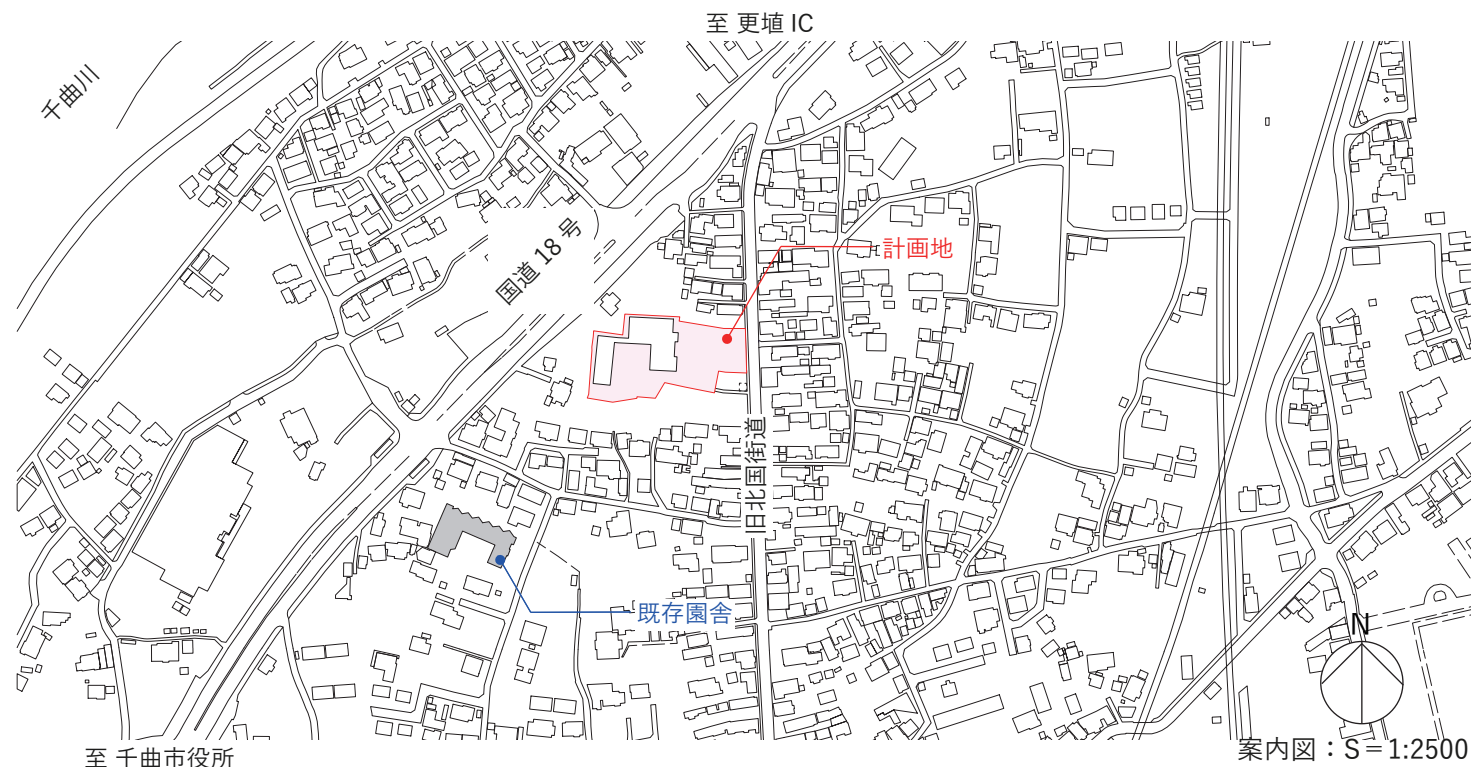 至 更埴 IC
千曲川
国道 18 号
計画地
旧北国街道
既存園舎
N
案内図：S＝1:2500
至 千曲市役所